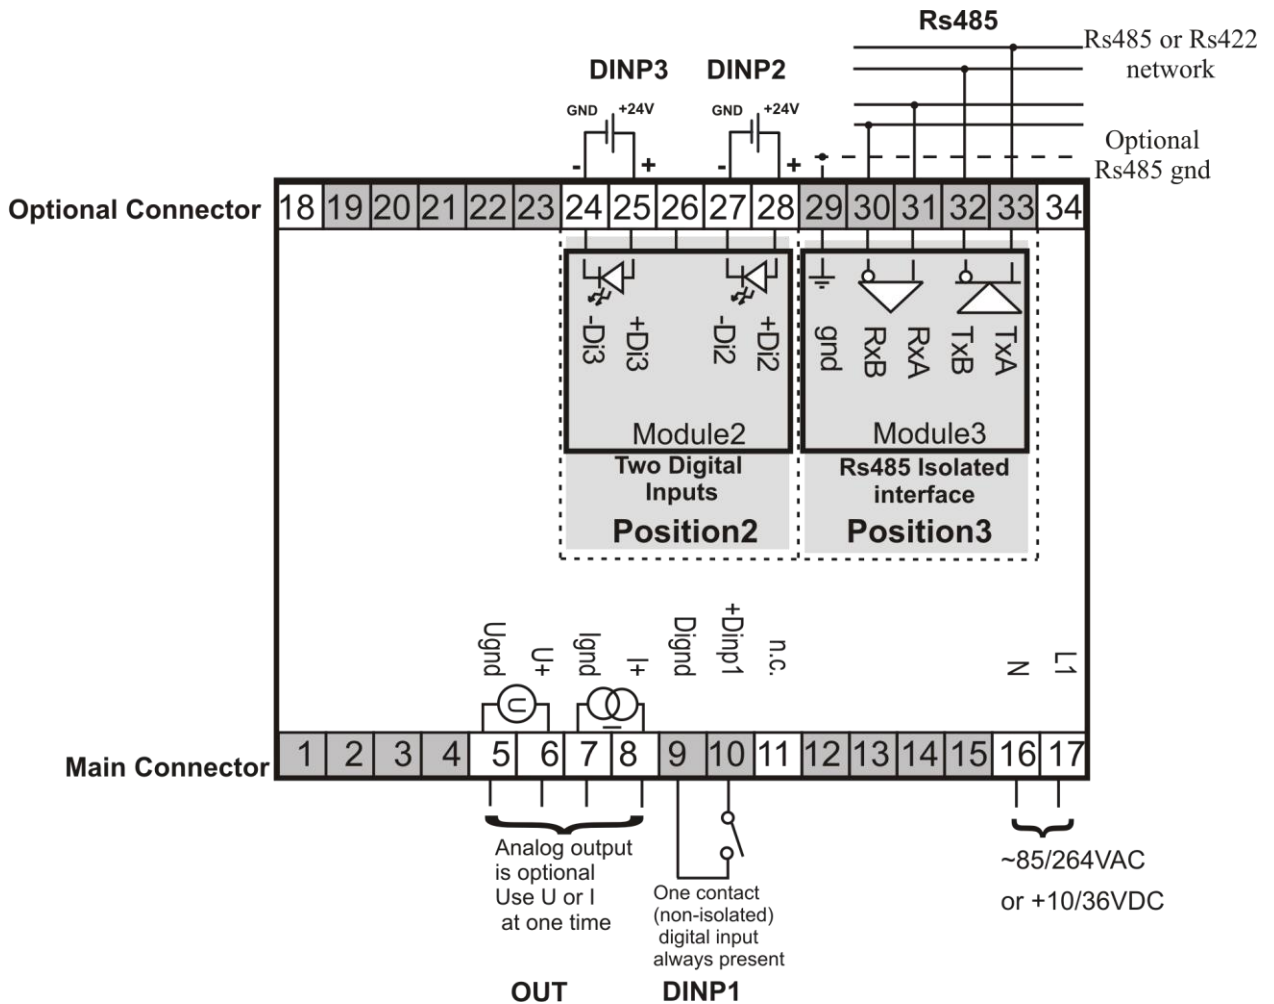 Rs485
Rs485 or Rs422
network
DINP3 DINP2
GND +24V GND +24V
Optional
Rs485 gnd
- + - +
Optional Connector 18 19 20 21 22 23 24 25 26 27 28 29 30 31 32 33 34
-Di3 +Di3 -Di2 +Di2 gnd RxB RxA TxB TxA
Module2 Module3
Two Digital
Inputs
Rs485 Isolated
interface
Position2 Position3
Ugnd U+ Ignd I+ Dignd +Dinp1 n.c. N L1
U
Main Connector 1 2 3 4 5 6 7 8 9 10 11 12 13 14 15 16 17
Analog output
is optional
Use U or I
at one time
One contact
(non-isolated)
digital input
always present
~85/264VAC
or +10/36VDC
OUT DINP1